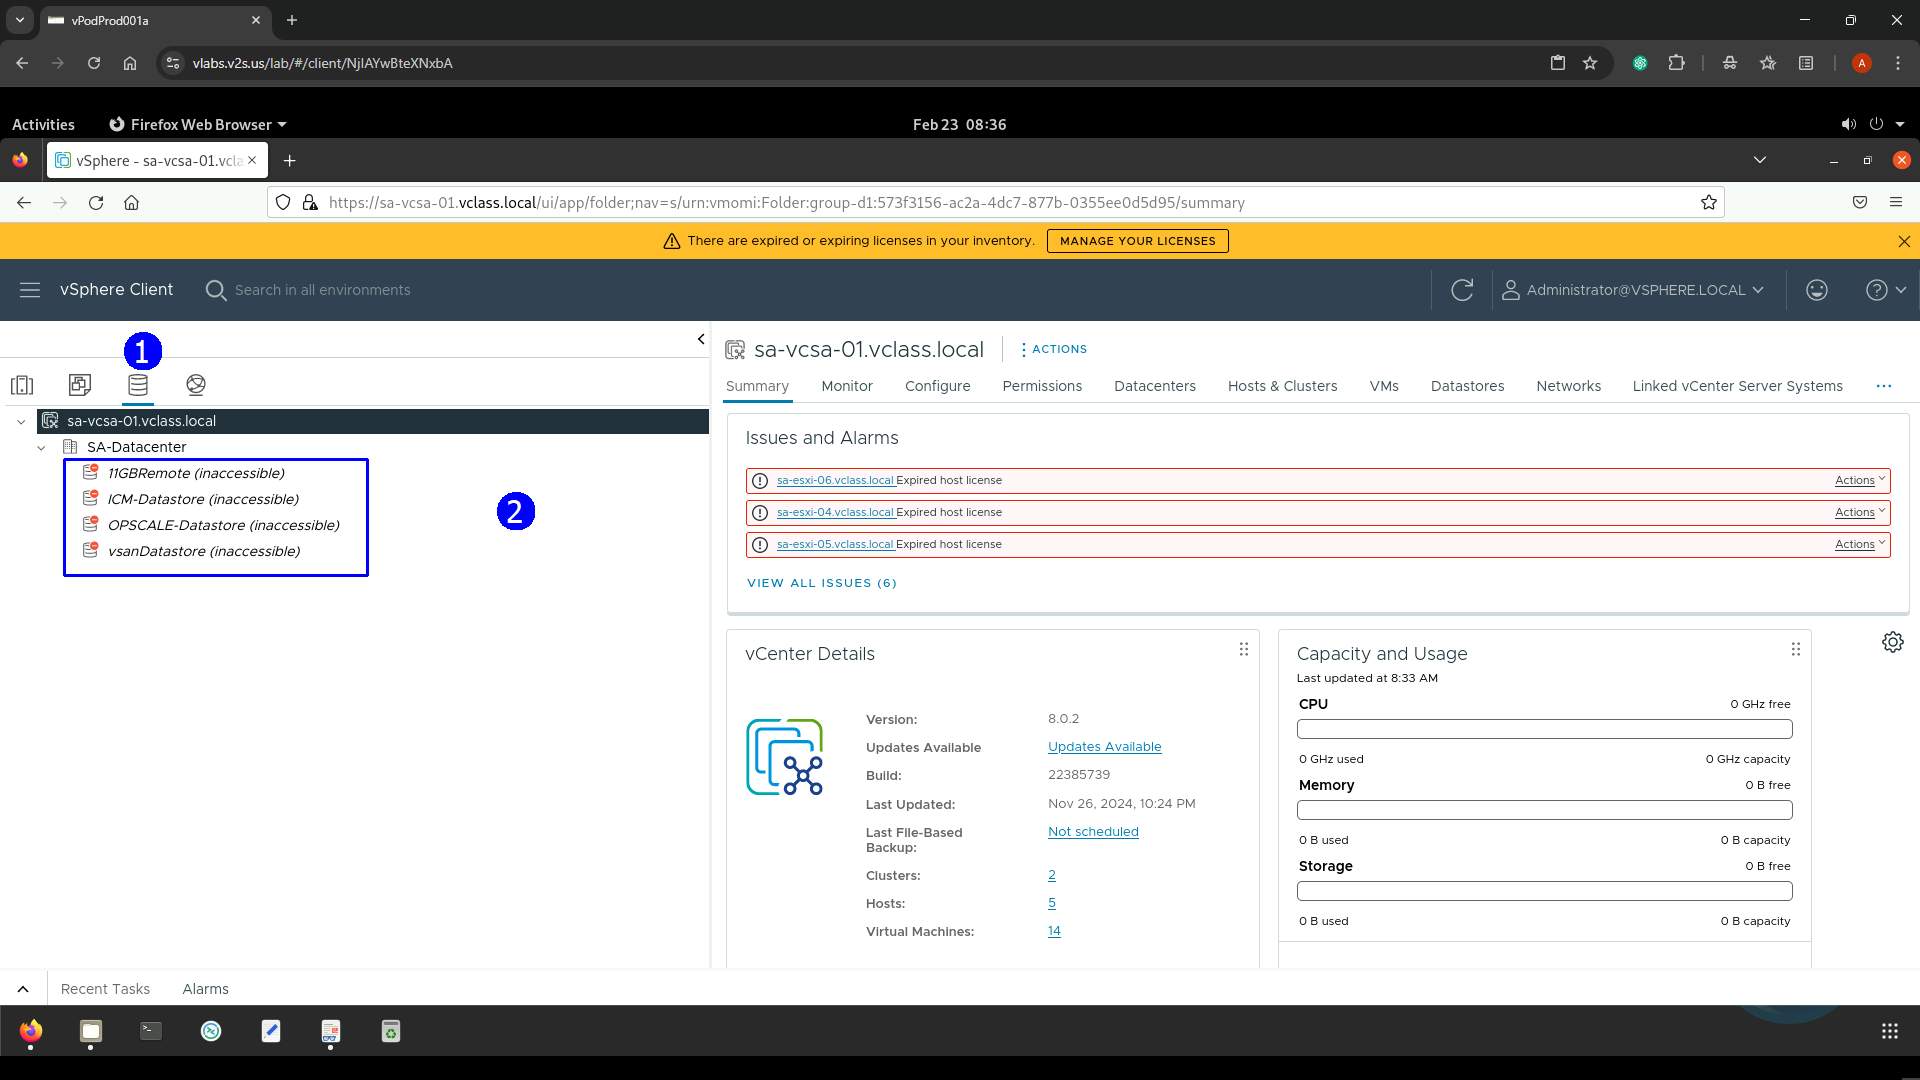 vPodProd001a
vlabs.v2s.us/lab/#/client/NjIAYwBteXNxbA
A
Activities
Firefox Web Browser
Feb 23 08:36
vSphere - sa-vcsa-01.vcla
https://sa-vcsa-01.vclass.local/ui/app/folder;nav=s/urn:vmomi:Folder:group-d1:573f3156-ac2a-4dc7-877b-0355ee0d5d95/summary
There are expired or expiring licenses in your inventory.
MANAGE YOUR LICENSES
vSphere Client
Search in all environments
Administrator@VSPHERE.LOCAL
1
sa-vcsa-01.vclass.local
SA-Datacenter
11GBRemote (inaccessible)
ICM-Datastore (inaccessible)
OPSCALE-Datastore (inaccessible)
vsanDatastore (inaccessible)
2
sa-vcsa-01.vclass.local
ACTIONS
Summary
Monitor
Configure
Permissions
Datacenters
Hosts & Clusters
VMs
Datastores
Networks
Linked vCenter Server Systems
Issues and Alarms
sa-esxi-06.vclass.local Expired host license
Actions
sa-esxi-04.vclass.local Expired host license
Actions
sa-esxi-05.vclass.local Expired host license
Actions
VIEW ALL ISSUES (6)
vCenter Details
Version: 8.0.2
Updates Available Updates Available
Build: 22385739
Last Updated: Nov 26, 2024, 10:24 PM
Last File-Based Not scheduled
Backup:
Clusters: 2
Hosts: 5
Virtual Machines: 14
Capacity and Usage
Last updated at 8:33 AM
CPU 0 GHz free
0 GHz used 0 GHz capacity
Memory 0 B free
0 B used 0 B capacity
Storage 0 B free
0 B used 0 B capacity
Recent Tasks
Alarms